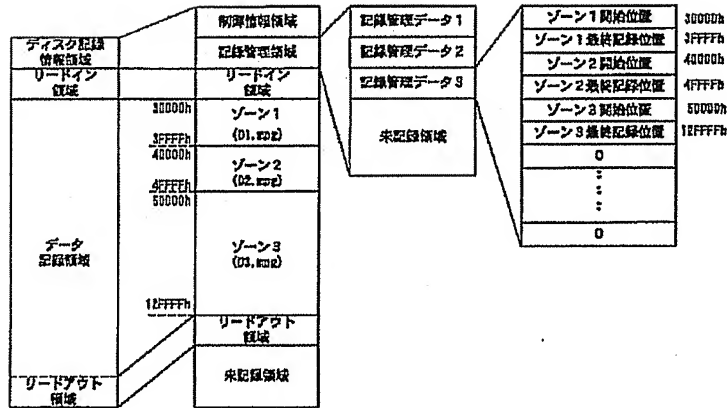 ディスク記録
情報領域
リードイン
領域
データ
記録領域
リードアウト
領域
30000h
3FFFFh
40000h
4FFFFh
50000h
12FFFFh
制御情報領域
記録管理領域
リードイン
領域
ゾーン1
(D1.mpg)
ゾーン2
(D2.mpg)
ゾーン3
(D3.mpg)
リードアウト
領域
未記録領域
記録管理データ1
記録管理データ2
記録管理データ3
未記録領域
ゾーン1開始位置
30000h
ゾーン1最終記録位置
3FFFFh
ゾーン2開始位置
40000h
ゾーン2最終記録位置
4FFFFh
ゾーン3開始位置
50000h
ゾーン3最終記録位置
12FFFFh
0
0